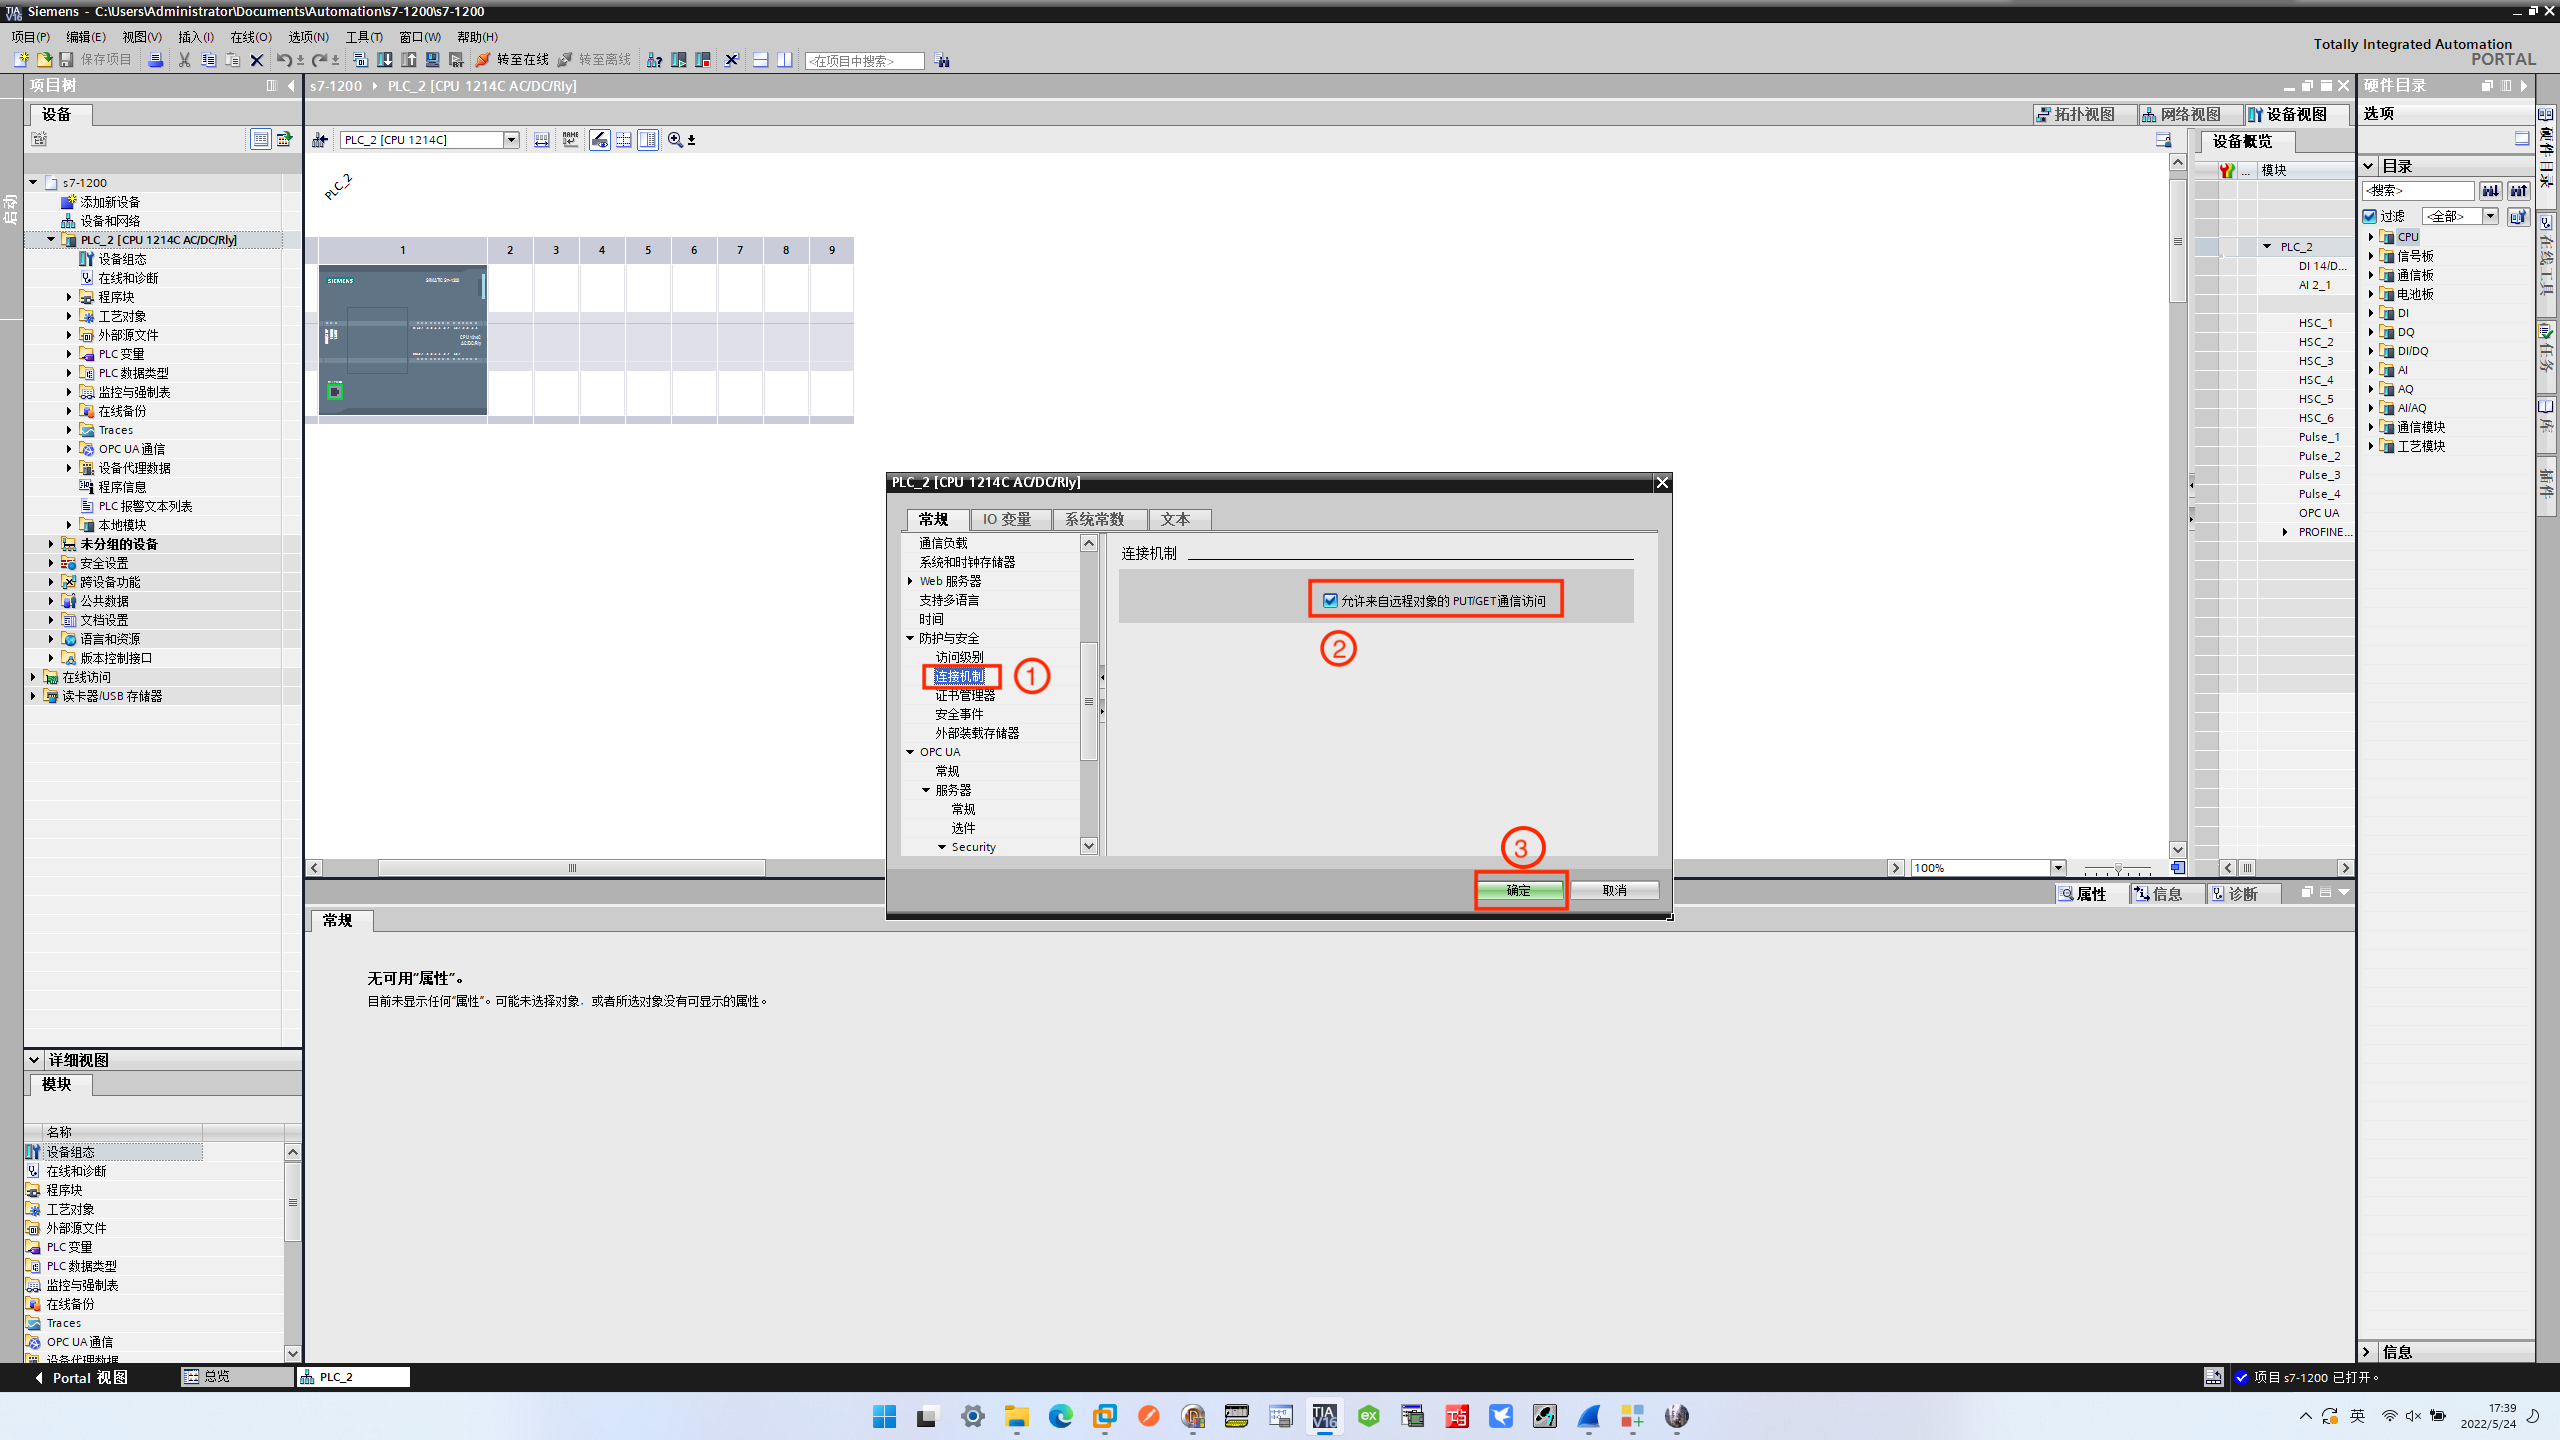 Siemens - C:\Users\Administrator\Documents\Automation\s7-1200\s7-1200
项目(P) 编辑(E) 视图(V) 插入(I) 在线(O) 选项(N) 工具(T) 窗口(W) 帮助(H)
Totally Integrated Automation
PORTAL
保存项目 转至在线 转至离线 <在项目中搜索>
项目树
设备
s7-1200
添加新设备
设备和网络
PLC_2 [CPU 1214C AC/DC/Rly]
设备组态
在线和诊断
程序块
工艺对象
外部源文件
PLC 变量
PLC 数据类型
监控与强制表
在线备份
Traces
OPC UA 通信
设备代理数据
程序信息
PLC 报警文本列表
本地模块
未分组的设备
安全设置
跨设备功能
公共数据
文档设置
语言和资源
版本控制接口
在线访问
读卡器/USB 存储器
启动
详细视图
模块
名称
设备组态
在线和诊断
程序块
工艺对象
外部源文件
PLC 变量
PLC 数据类型
监控与强制表
在线备份
Traces
OPC UA 通信
设备代理数据
s7-1200 PLC_2 [CPU 1214C AC/DC/Rly]
拓扑视图 网络视图 设备视图
PLC_2 [CPU 1214C]
PLC_2
1 2 3 4 5 6 7 8 9
SIEMENS SIMATIC S7-1200
CPU 1214C
AC/DC/Rly
100%
设备概览
... 模块
PLC_2
DI 14/D...
AI 2_1
HSC_1
HSC_2
HSC_3
HSC_4
HSC_5
HSC_6
Pulse_1
Pulse_2
Pulse_3
Pulse_4
OPC UA
PROFINE...
PLC_2 [CPU 1214C AC/DC/Rly]
常规 IO 变量 系统常数 文本
通信负载
系统和时钟存储器
Web 服务器
支持多语言
时间
防护与安全
访问级别
连接机制
证书管理器
安全事件
外部装载存储器
OPC UA
常规
服务器
常规
选件
Security
1
连接机制
允许来自远程对象的 PUT/GET 通信访问
2
3
确定 取消
属性 信息 诊断
常规
无可用"属性"。
目前未显示任何"属性"。可能未选择对象，或者所选对象没有可显示的属性。
硬件目录
选项
目录
<搜索>
过滤 <全部>
CPU
信号板
通信板
电池板
DI
DQ
DI/DQ
AI
AQ
AI/AQ
通信模块
工艺模块
信息
硬件目录
在线工具
任务
库
插件
Portal 视图 总览 PLC_2
项目 s7-1200 已打开。
TIA
V16
ex
英
17:39
2022/5/24